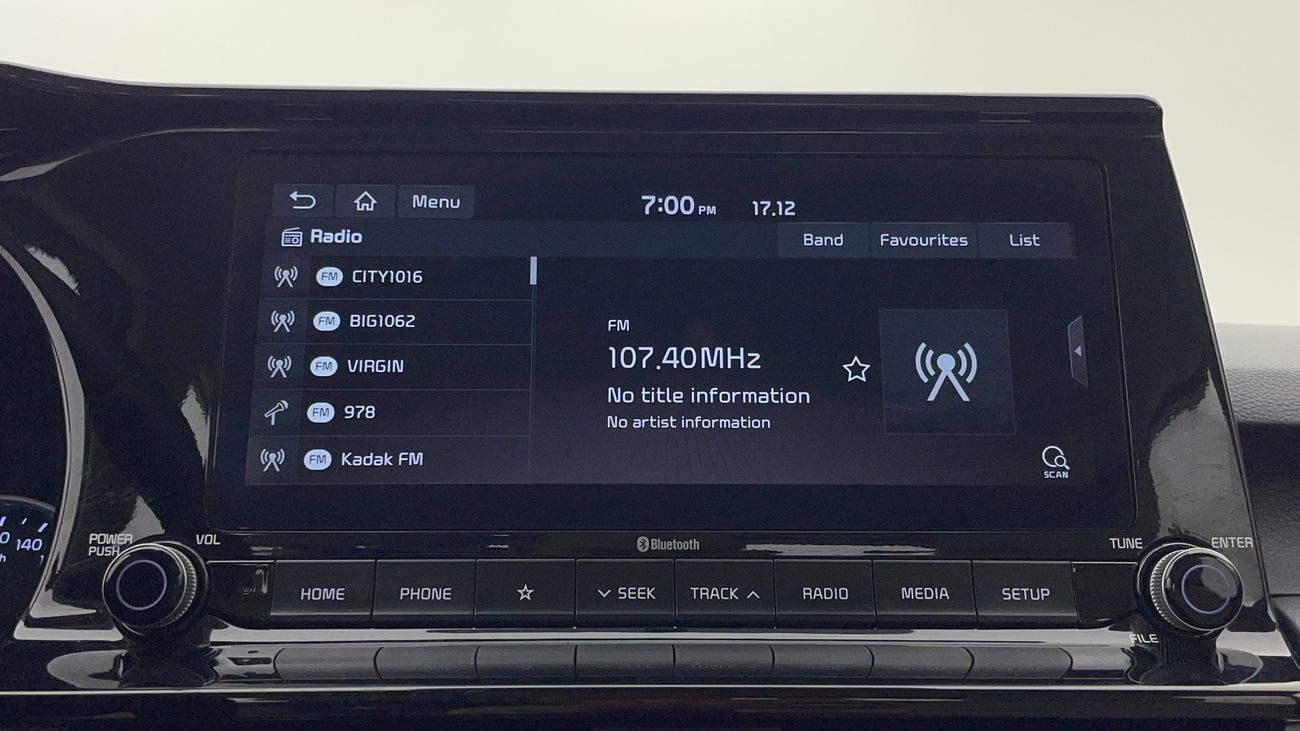 Menu
7:00 PM 17.12
Radio
Band Favourites List
FM CITY1016
FM BIG1062
FM VIRGIN
FM 978
FM Kadak FM
FM
107.40MHz
No title information
No artist information
SCAN
POWER
PUSH
VOL
Bluetooth
TUNE
ENTER
HOME PHONE SEEK TRACK RADIO MEDIA SETUP
FILE
140